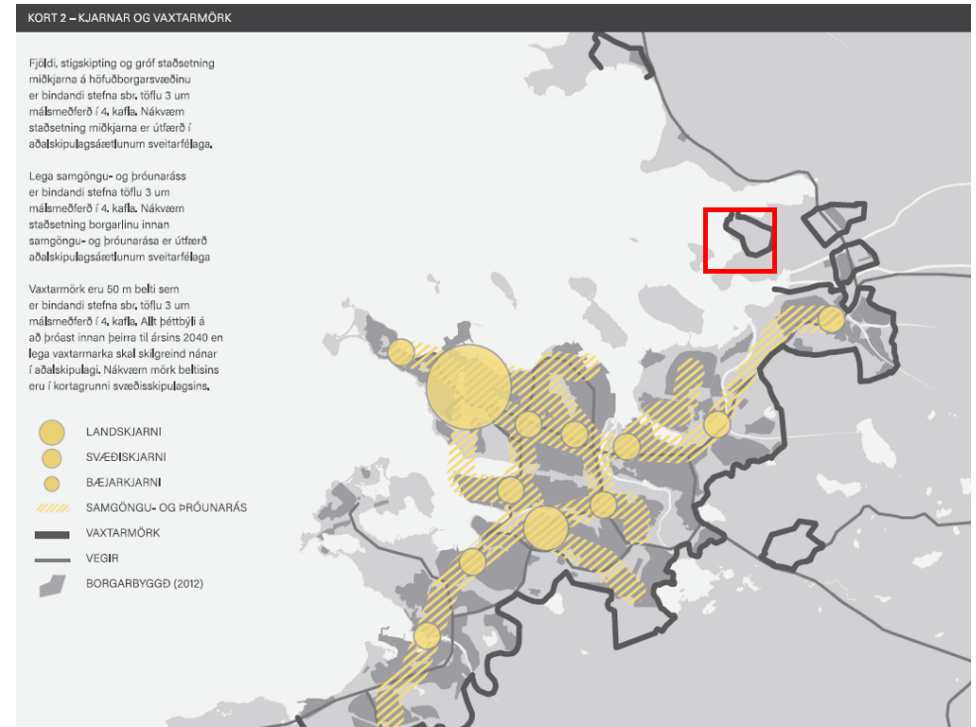 KORT 2 – KJARNAR OG VAXTARMÖRK
Fjöldi, stigskipting og gróf staðsetning
miðkjarna á höfuðborgarsvæðinu
er bindandi stefna sbr. töflu 3 um
málsmeðferð í 4. kafla. Nákvæm
staðsetning miðkjarna er útfærð í
aðalskipulagsáætlunum sveitarfélaga.
Lega samgöngu- og þróunaráss
er bindandi stefna töflu 3 um
málsmeðferð í 4. kafla. Nákvæm
staðsetning borgarlínu innan
samgöngu- og þróunarása er útfærð
aðalskipulagsáætlunum sveitarfélaga
Vaxtarmörk eru 50 m belti sem
er bindandi stefna sbr. töflu 3 um
málsmeðferð í 4. kafla. Allt þéttbýli á
að þróast innan þeirra til ársins 2040 en
lega vaxtarmarka skal skilgreind nánar
í aðalskipulagi. Nákvæm mörk beltisins
eru í kortagrunni svæðisskipulagsins.
LANDSKJARNI
SVÆÐISKJARNI
BÆJARKJARNI
SAMGÖNGU- OG ÞRÓUNARÁS
VAXTARMÖRK
VEGIR
BORGARBYGGÐ (2012)